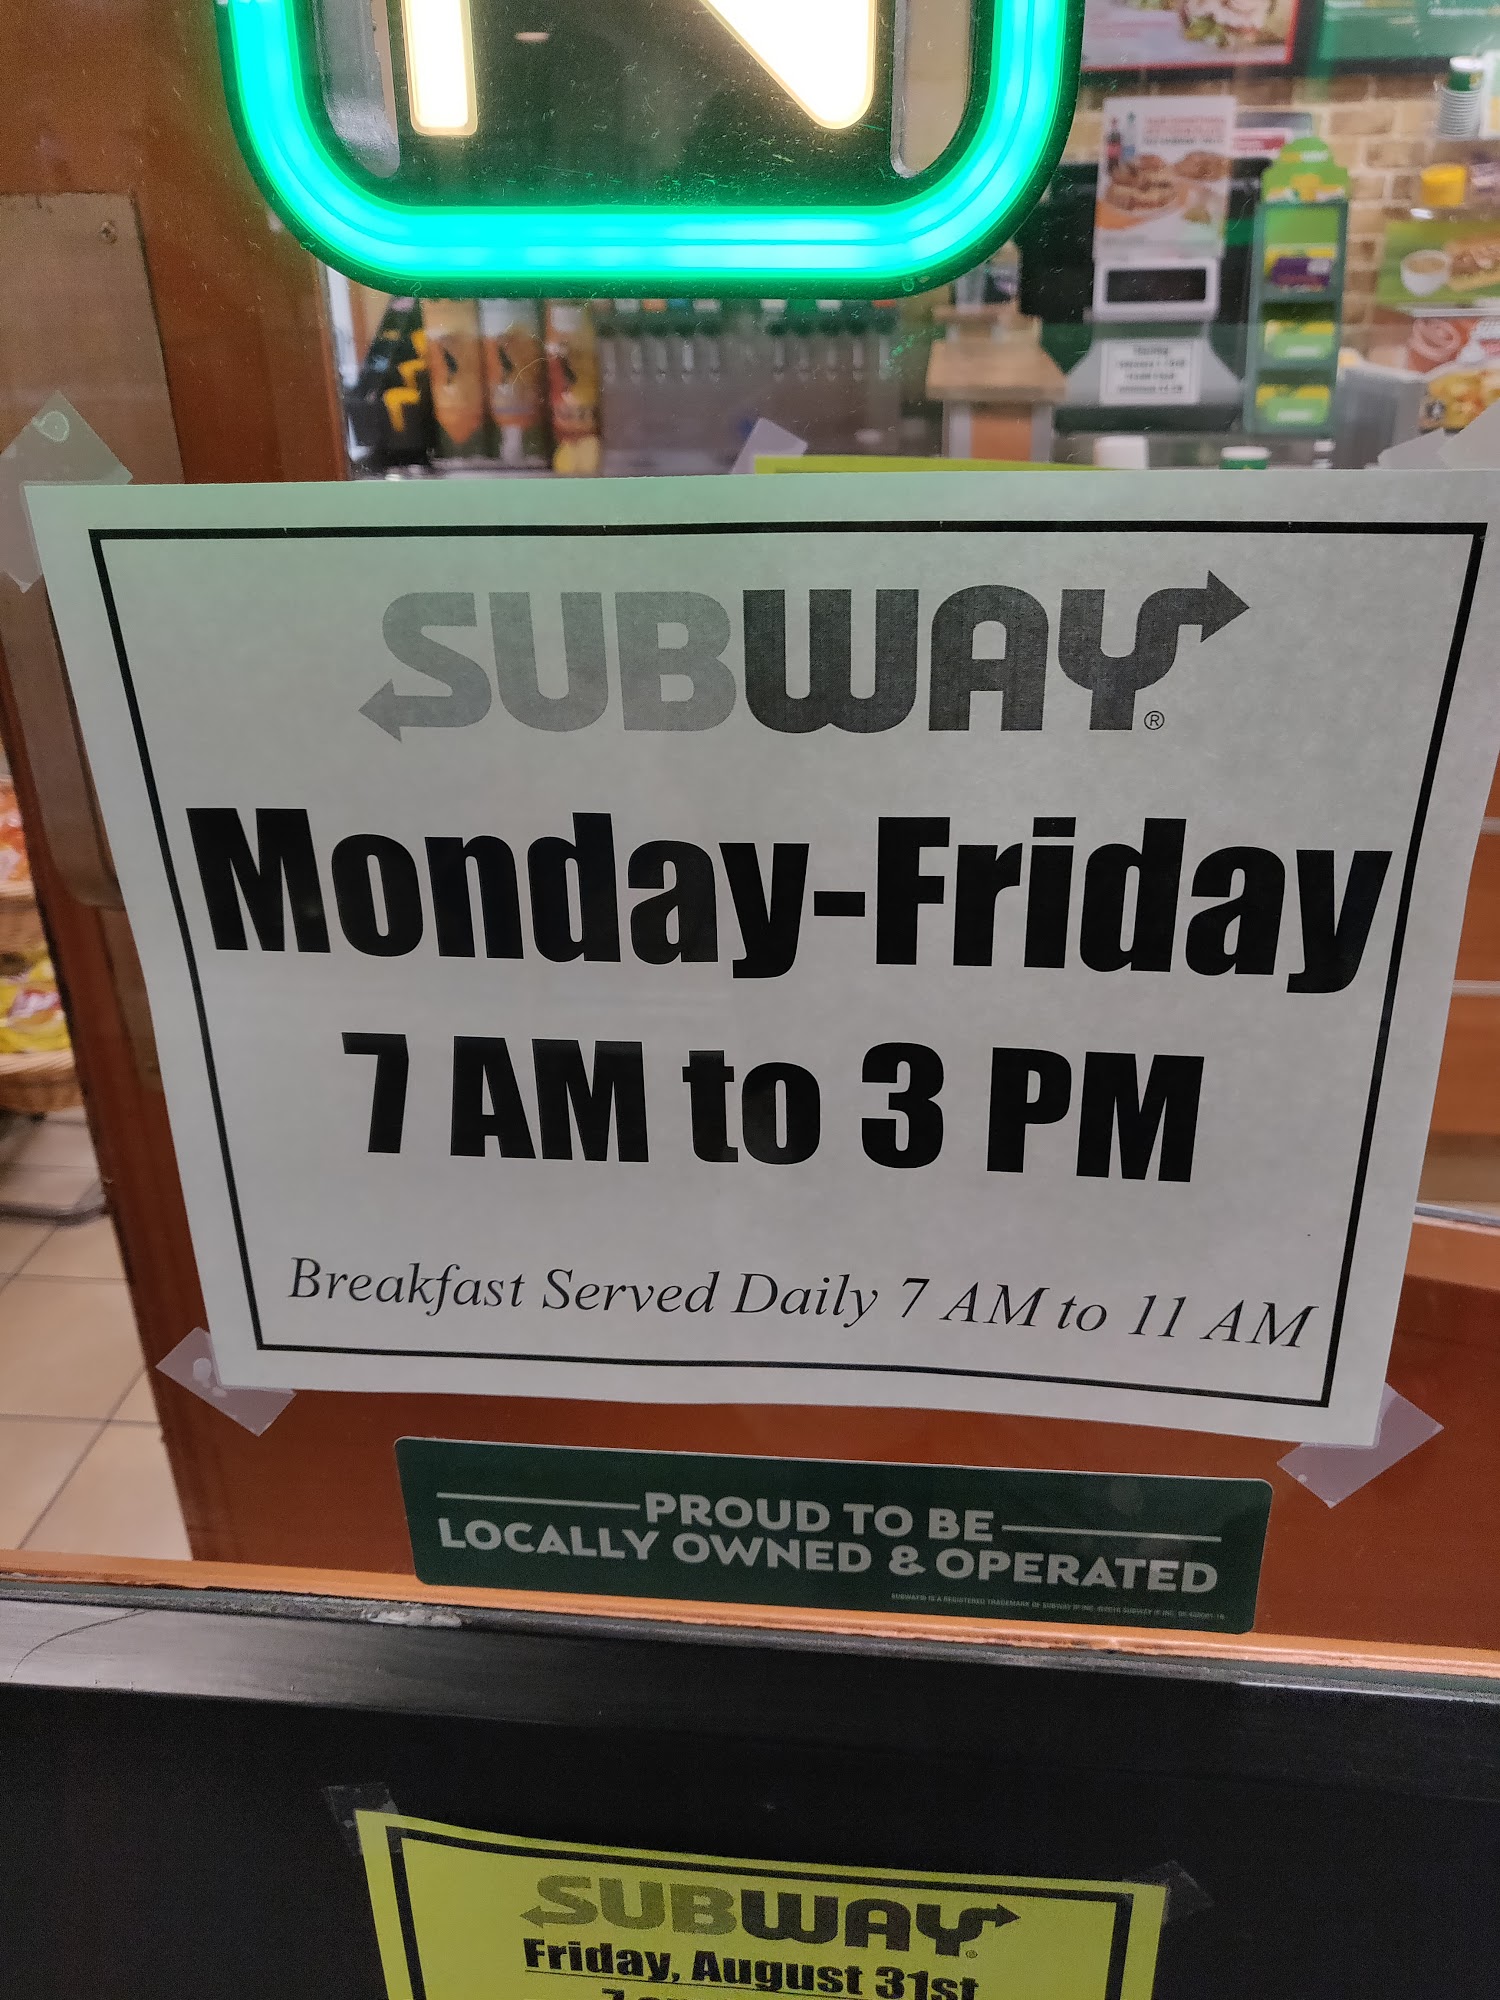 SUBWAY®
Monday-Friday
7 AM to 3 PM
Breakfast Served Daily 7 AM to 11 AM
PROUD TO BE
LOCALLY OWNED & OPERATED
SUBWAY
Friday, August 31st